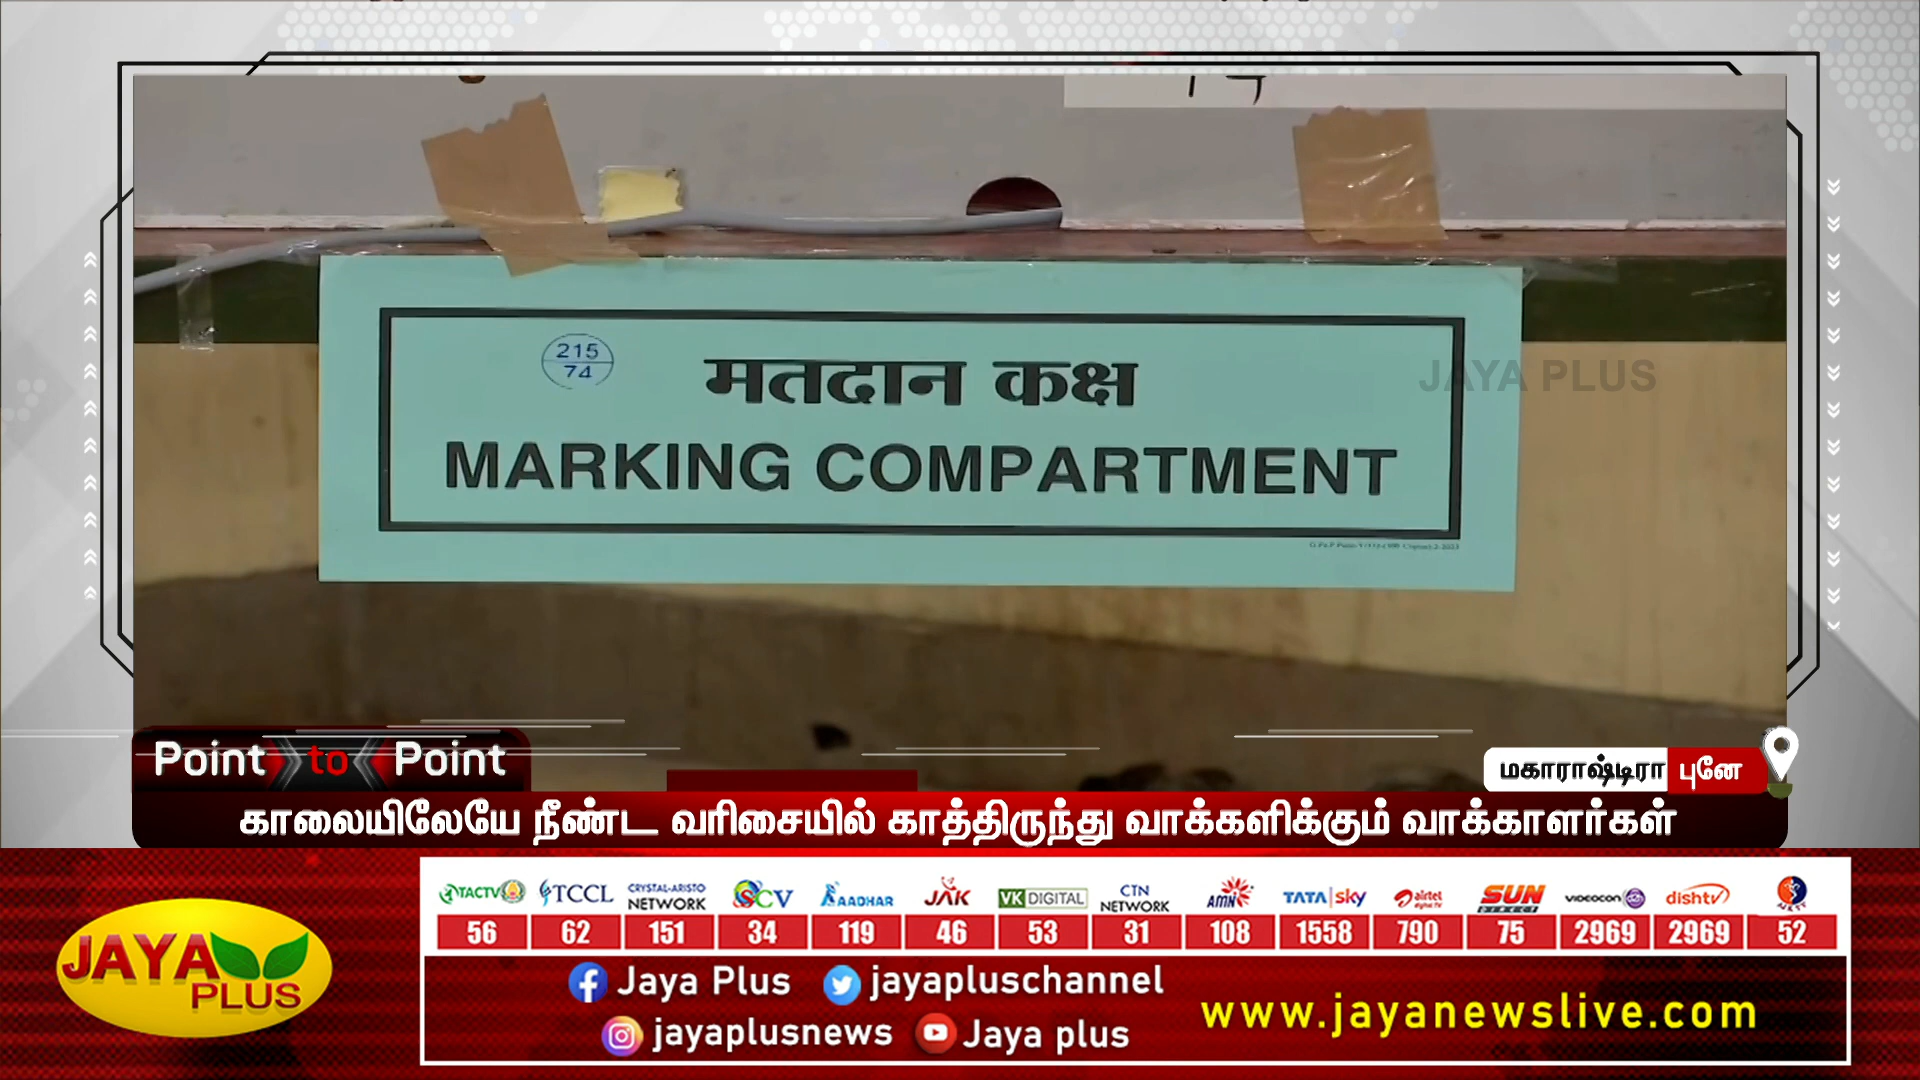 215
74
मतदान कक्ष
MARKING COMPARTMENT
JAYA PLUS
Point to Point
மகாராஷ்டிரா புனே
காலையிலேயே நீண்ட வரிசையில் காத்திருந்து வாக்களிக்கும் வாக்காளர்கள்
JAYA PLUS
TACTV TCCL CRYSTAL-ARISTO NETWORK SCV AADHAR JAK VK DIGITAL CTN NETWORK AMN TATA sky airtel digital TV SUN DIRECT VIDEOCON dishtv
56 62 151 34 119 46 53 31 108 1558 790 75 2969 2969 52
Jaya Plus jayapluschannel
jayaplusnews Jaya plus
www.jayanewslive.com